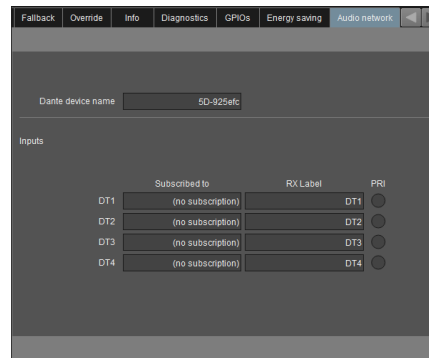 Fallback Override Info Diagnostics GPIOs Energy saving Audio network
Dante device name 5D-925efc
Inputs
Subscribed to RX Label PRI
DT1 (no subscription) DT1
DT2 (no subscription) DT2
DT3 (no subscription) DT3
DT4 (no subscription) DT4